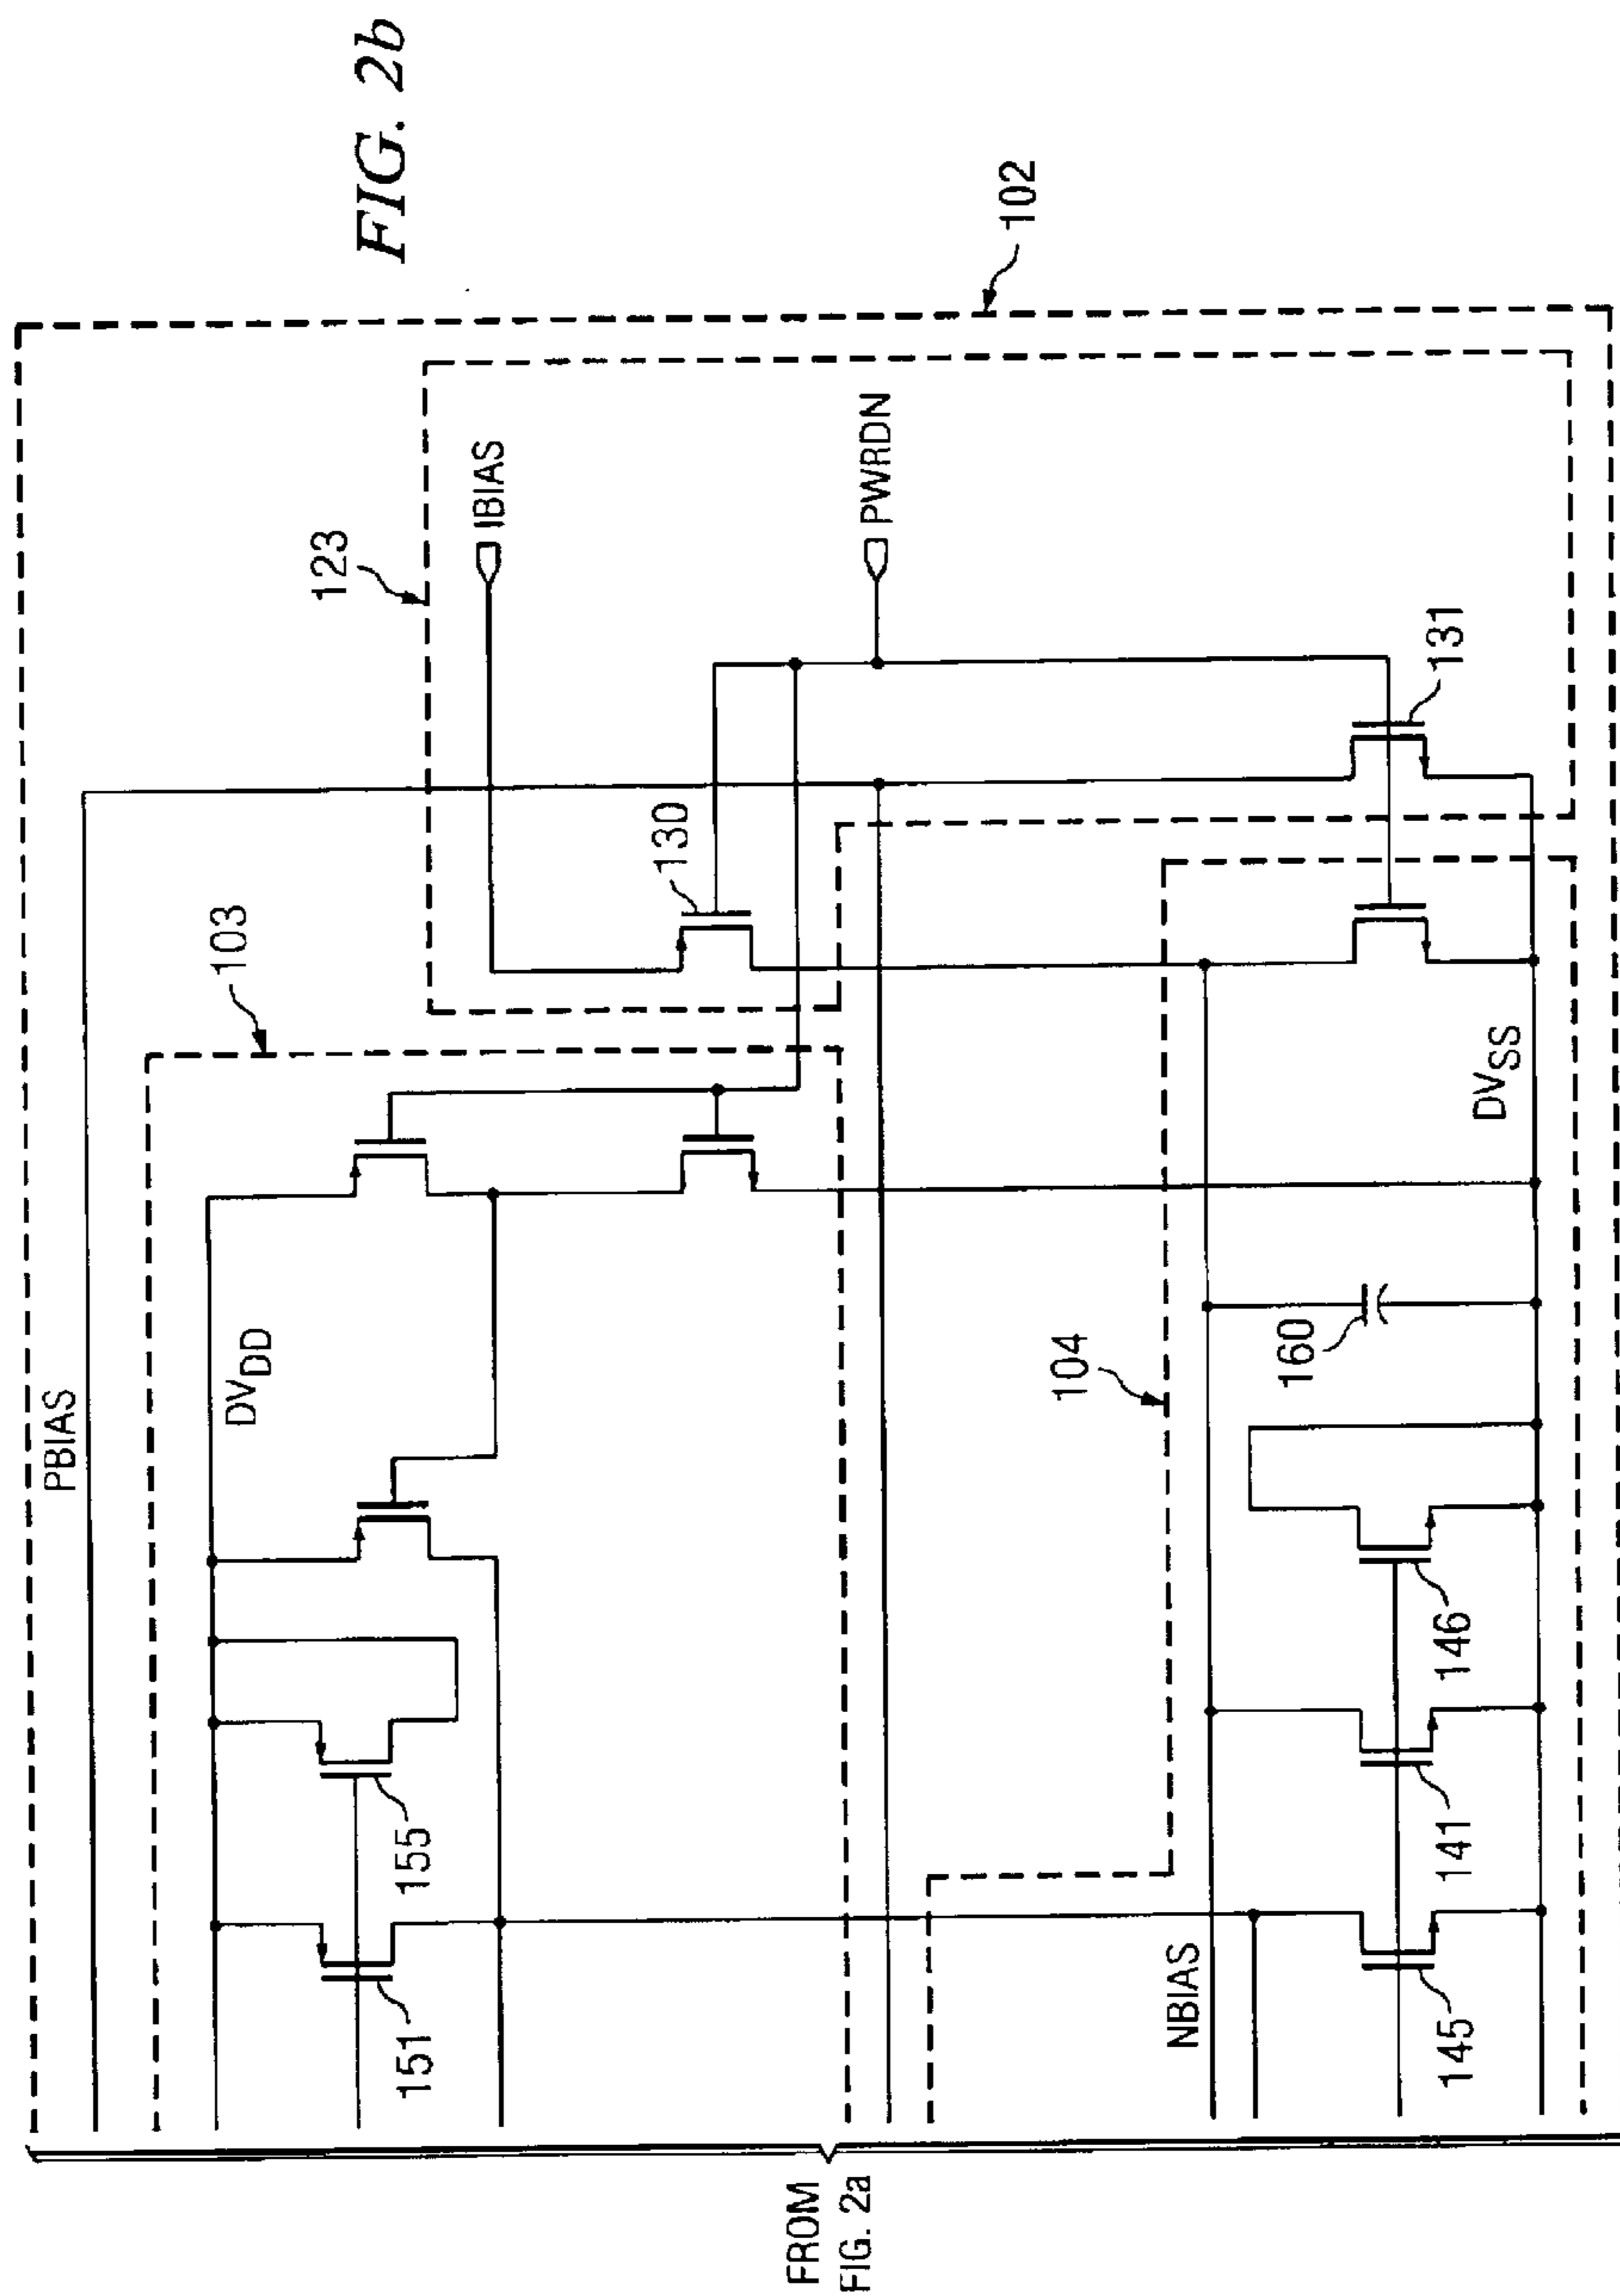 FIG. 2b
102
123
IBIAS
PWRDN
131
130
103
DVSS
DVDD
160
104
PBIAS
146
155
141
NBIAS
151
145
FROM
FIG. 2a